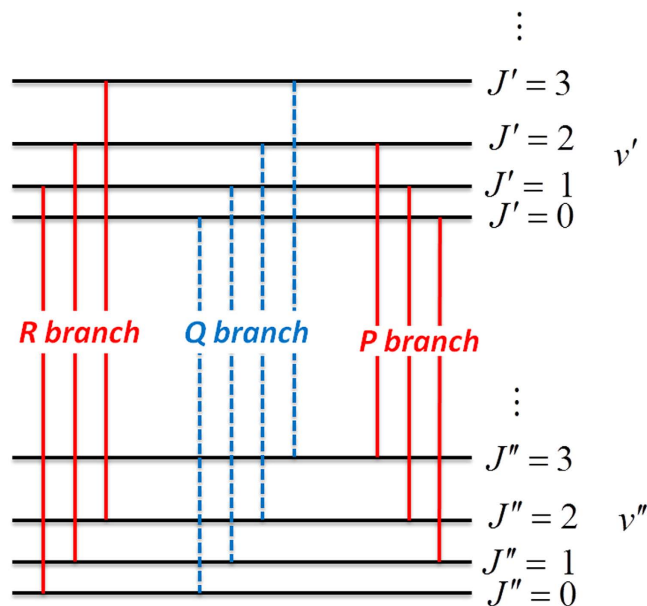 ⋮
J′ = 3
J′ = 2
v′
J′ = 1
J′ = 0
R branch
Q branch
P branch
⋮
J″ = 3
J″ = 2
v″
J″ = 1
J″ = 0